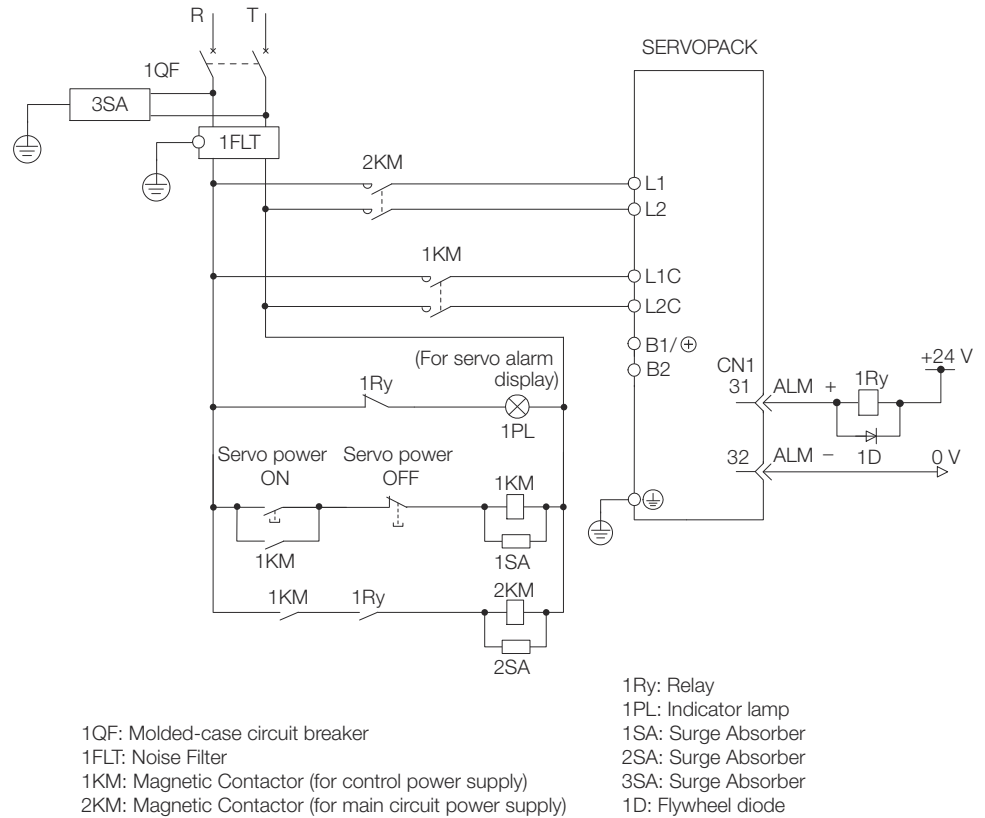 R T
SERVOPACK
1QF
3SA
1FLT
2KM
L1
L2
1KM
L1C
L2C
B1/⊕
B2
(For servo alarm
display)
1Ry
1PL
CN1
+24 V
31 ALM + 1Ry
1D
32 ALM − 0 V
Servo power
ON
Servo power
OFF
1KM
1KM
1SA
1KM 1Ry 2KM
2SA
1QF: Molded-case circuit breaker
1FLT: Noise Filter
1KM: Magnetic Contactor (for control power supply)
2KM: Magnetic Contactor (for main circuit power supply)
1Ry: Relay
1PL: Indicator lamp
1SA: Surge Absorber
2SA: Surge Absorber
3SA: Surge Absorber
1D: Flywheel diode